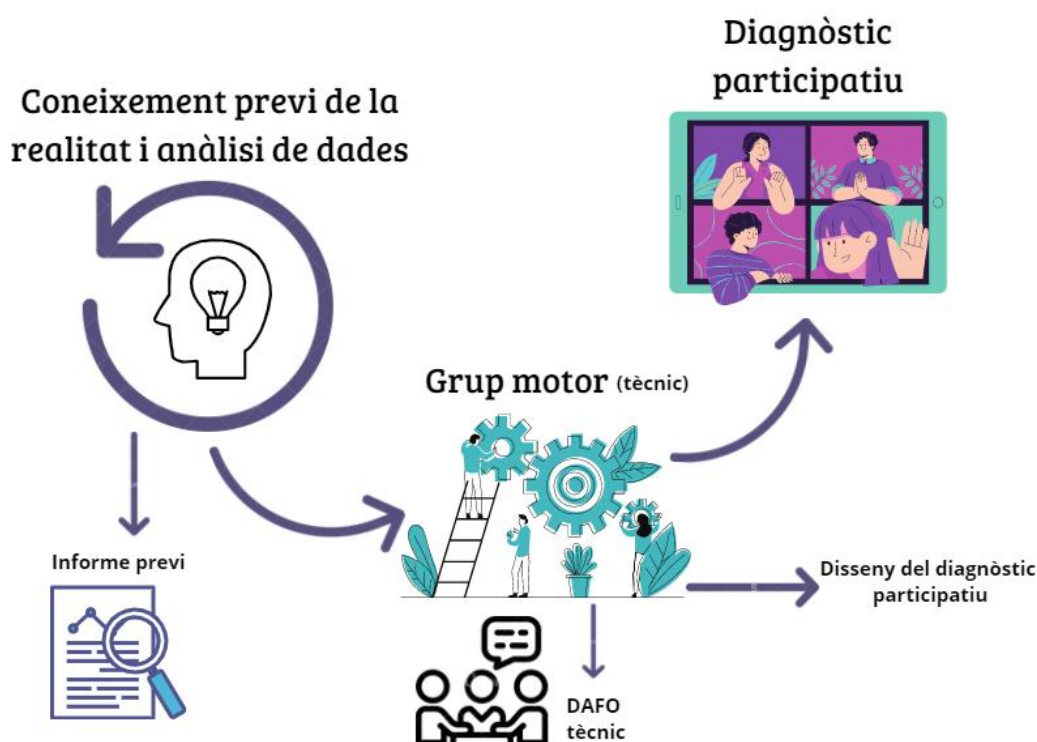 Coneixement previ de la
realitat i anàlisi de dades
Informe previ
Grup motor (tècnic)
DAFO
tècnic
Disseny del diagnòstic
participatiu
Diagnòstic
participatiu